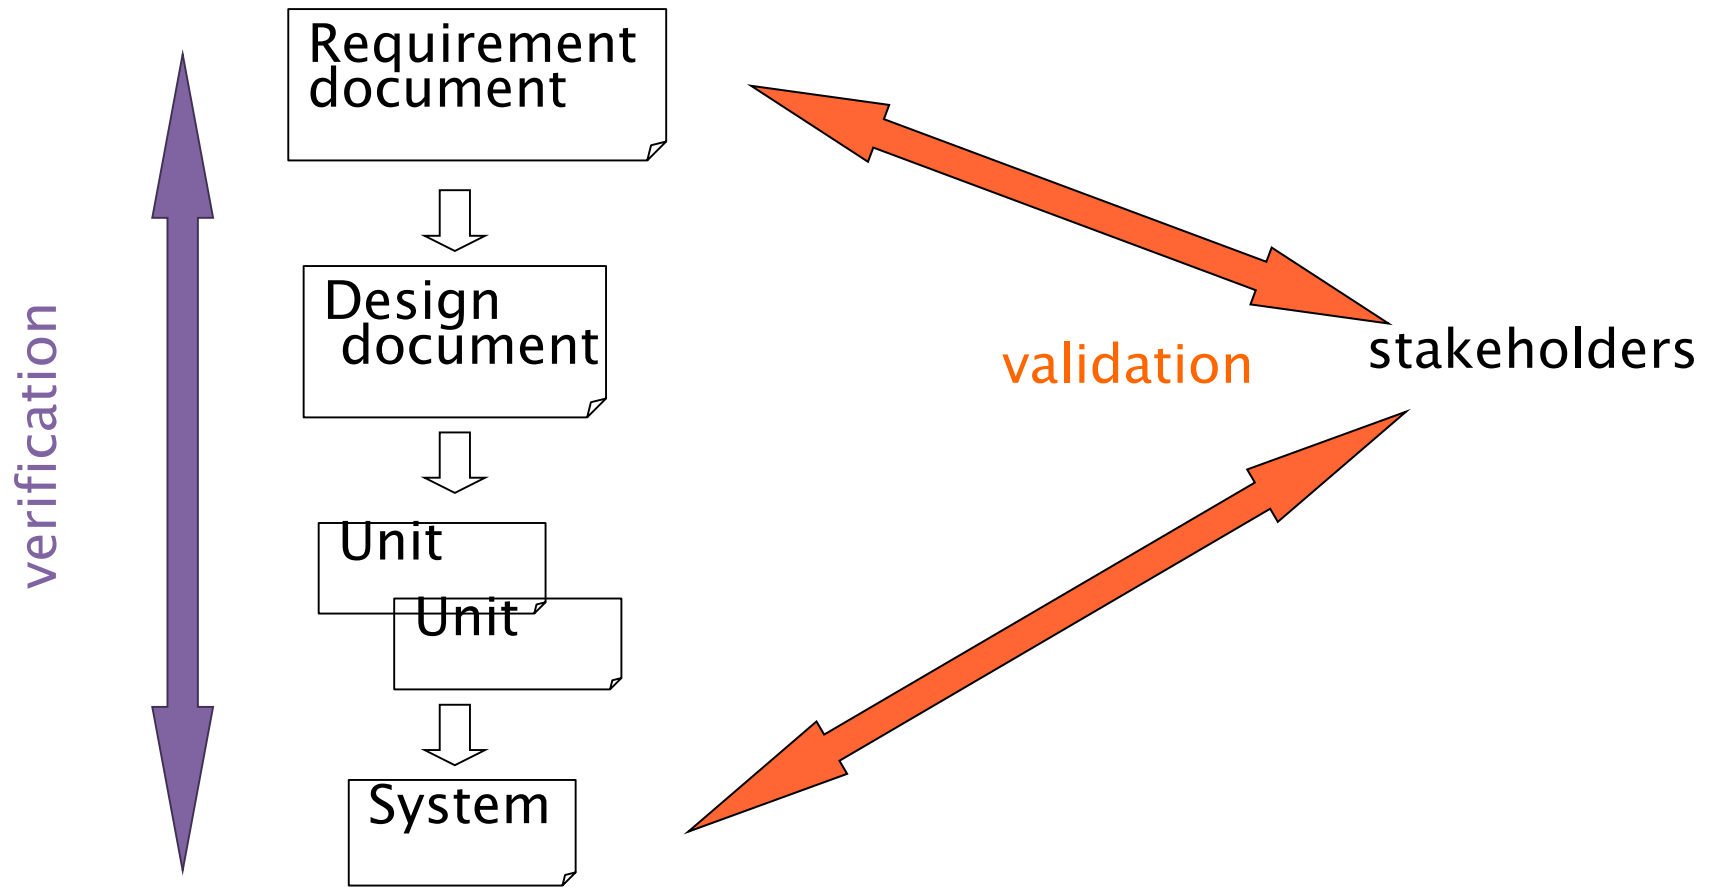 Requirement
document
Design
document
verification
validation
stakeholders
Unit
Unit
System